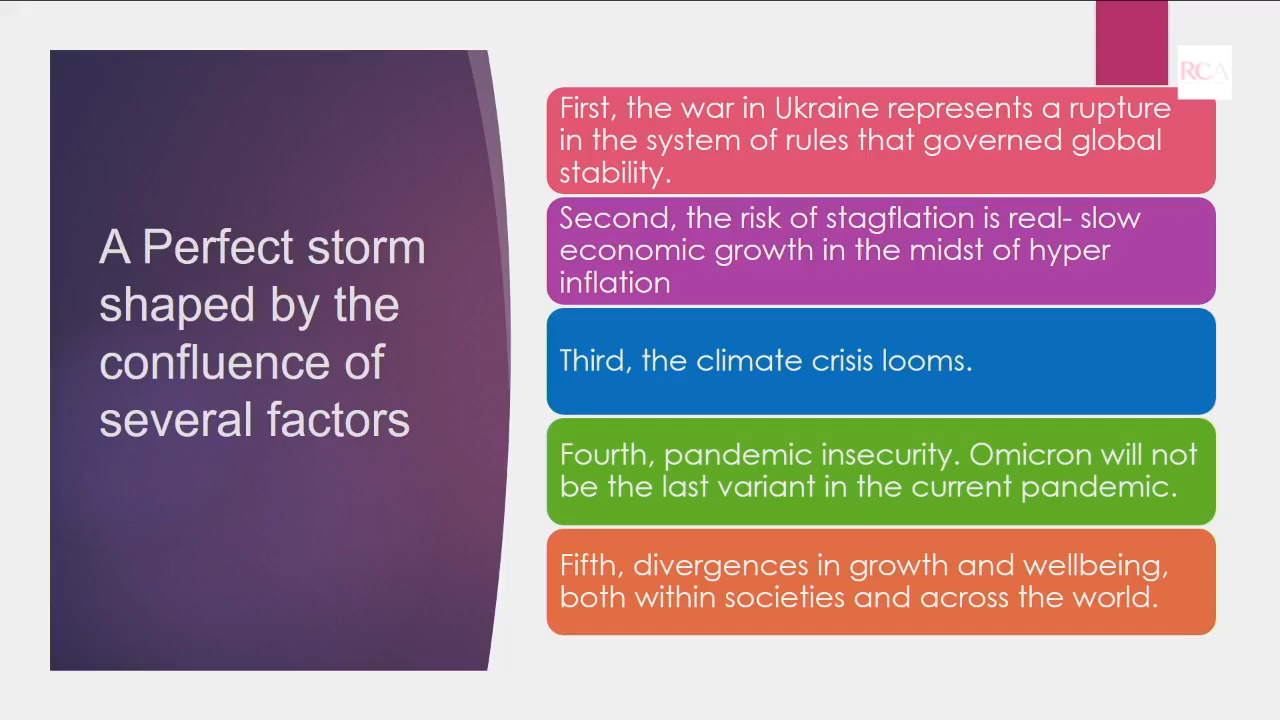 A Perfect storm
shaped by the
confluence of
several factors
RCA
First, the war in Ukraine represents a rupture
in the system of rules that governed global
stability.
Second, the risk of stagflation is real- slow
economic growth in the midst of hyper
inflation
Third, the climate crisis looms.
Fourth, pandemic insecurity. Omicron will not
be the last variant in the current pandemic.
Fifth, divergences in growth and wellbeing,
both within societies and across the world.